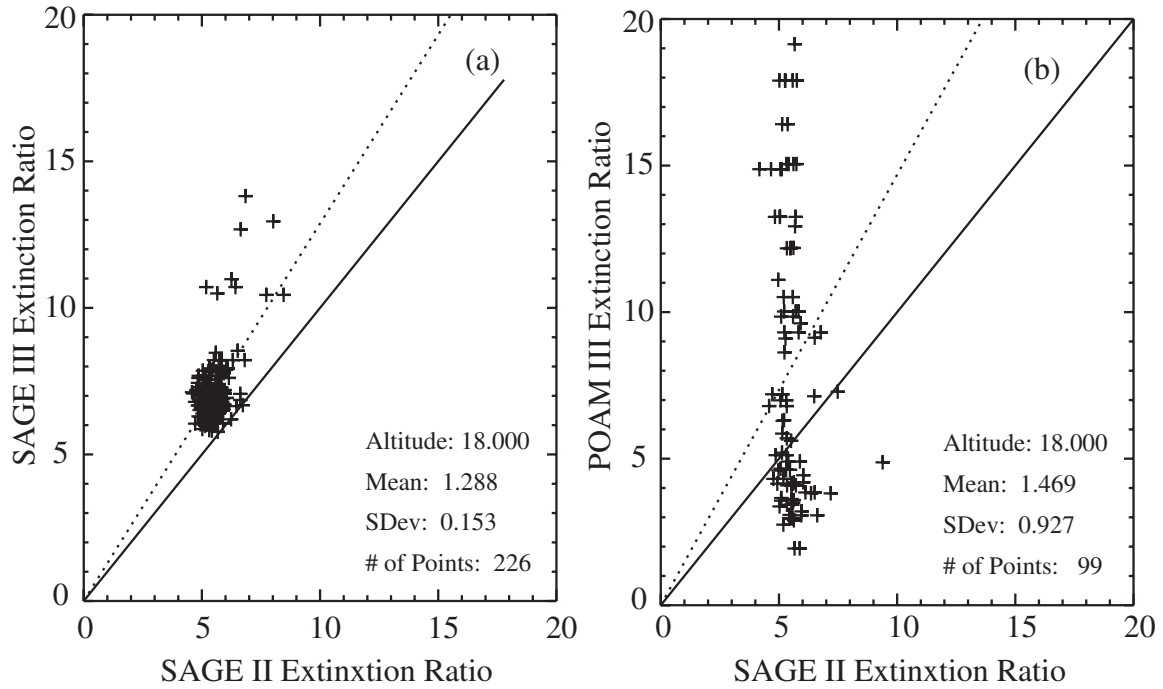 20
15
10
5
0
SAGE III Extinction Ratio
(a)
Altitude: 18.000
Mean: 1.288
SDev: 0.153
# of Points: 226
0 5 10 15 20
SAGE II Extinxtion Ratio
20
15
10
5
0
POAM III Extinction Ratio
(b)
Altitude: 18.000
Mean: 1.469
SDev: 0.927
# of Points: 99
0 5 10 15 20
SAGE II Extinxtion Ratio